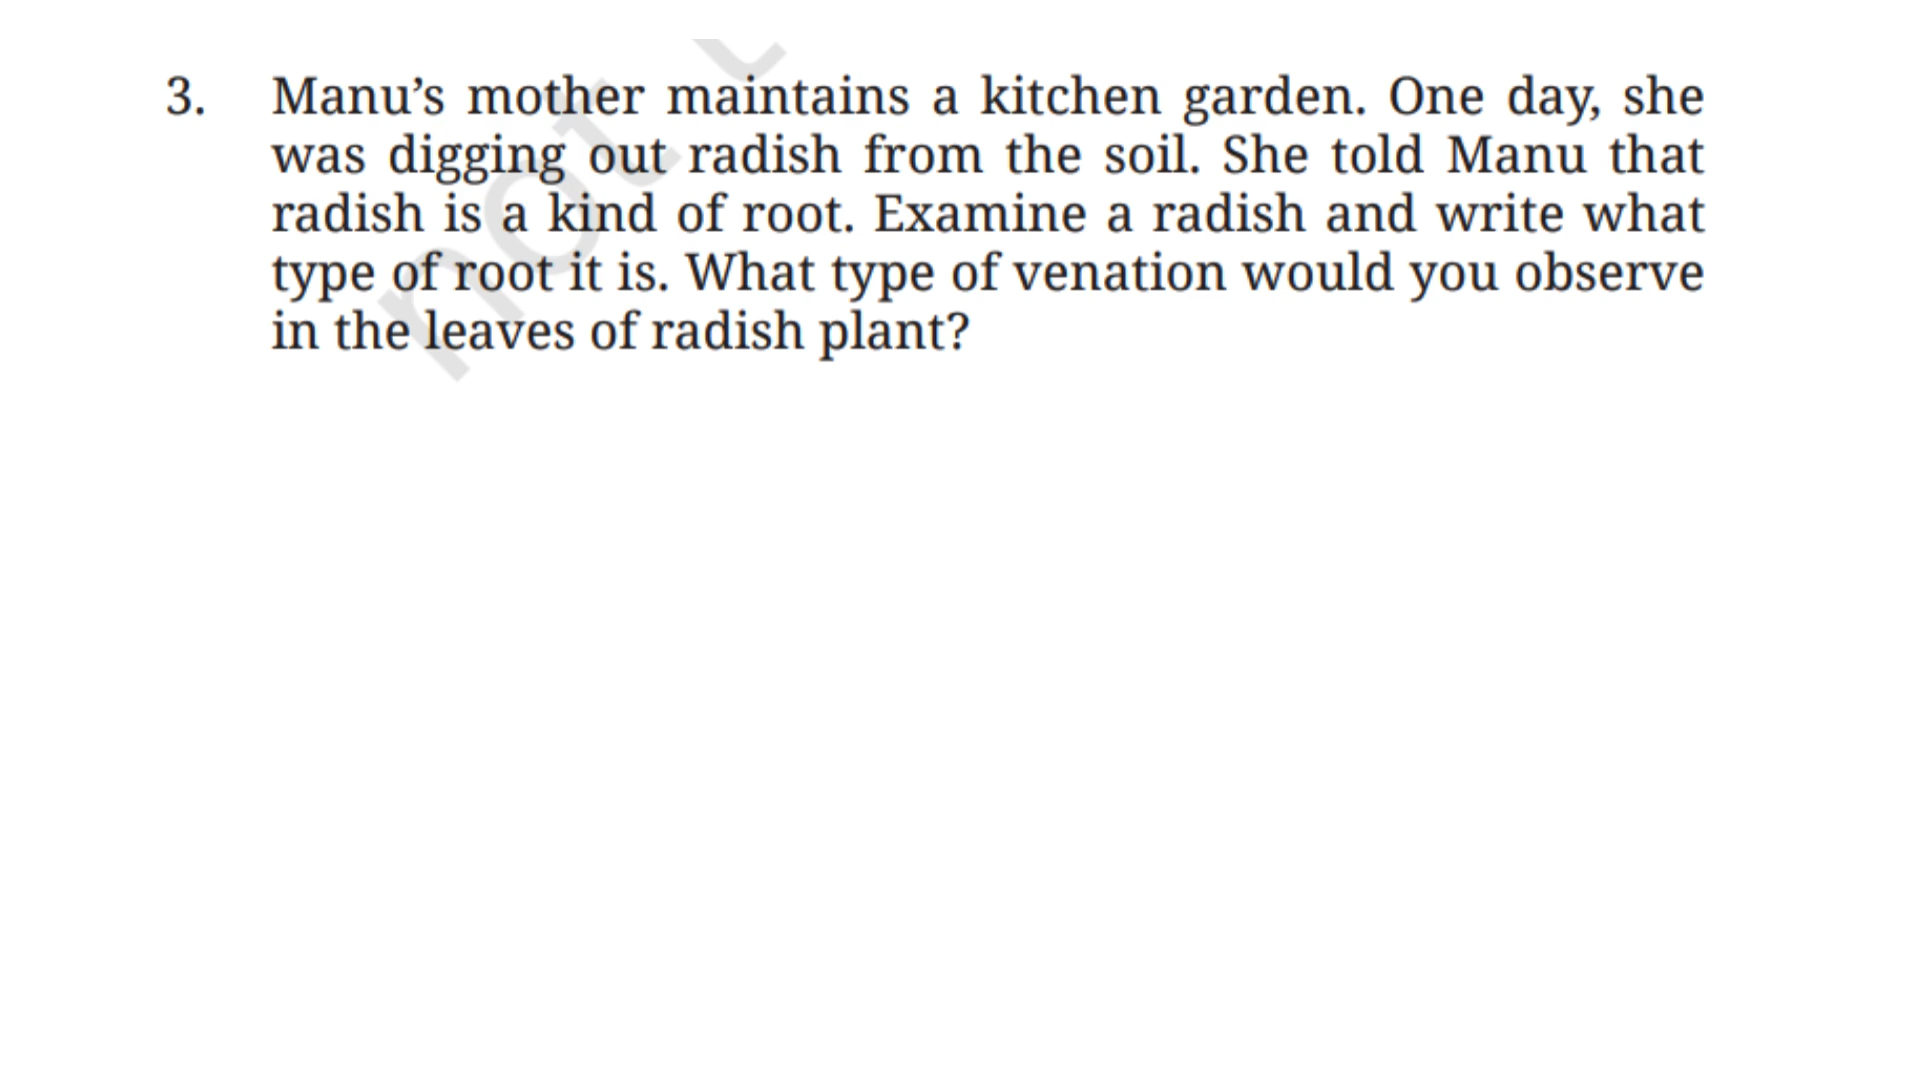 3. Manu’s mother maintains a kitchen garden. One day, she
was digging out radish from the soil. She told Manu that
radish is a kind of root. Examine a radish and write what
type of root it is. What type of venation would you observe
in the leaves of radish plant?
not